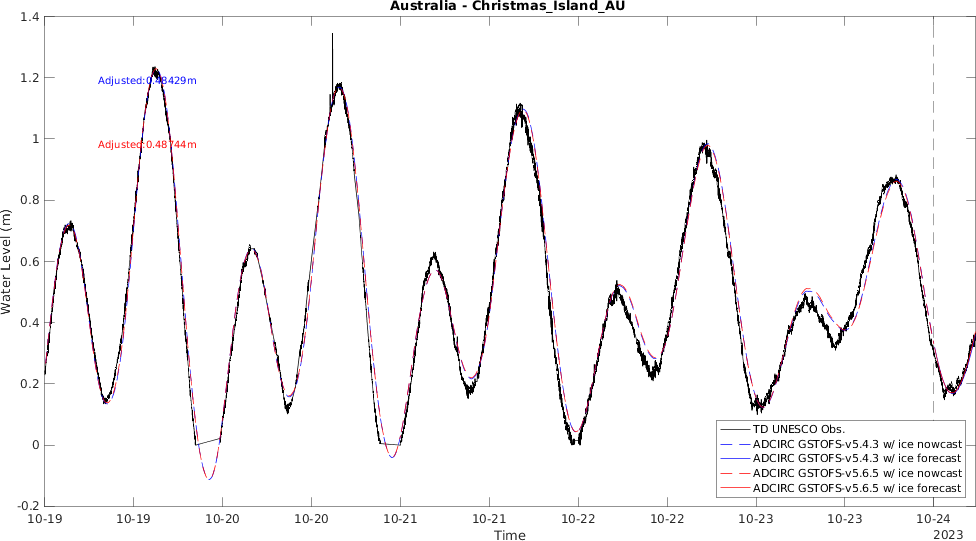 Australia - Christmas_Island_AU
1.4
1.2
1
0.8
0.6
0.4
0.2
0
-0.2
Water Level (m)
Adjusted:0.48429m
Adjusted:0.48744m
TD UNESCO Obs.
ADCIRC GSTOFS-v5.4.3 w/ ice nowcast
ADCIRC GSTOFS-v5.4.3 w/ ice forecast
ADCIRC GSTOFS-v5.6.5 w/ ice nowcast
ADCIRC GSTOFS-v5.6.5 w/ ice forecast
10-19 10-19 10-20 10-20 10-21 10-21 10-22 10-22 10-23 10-23 10-24
Time
2023